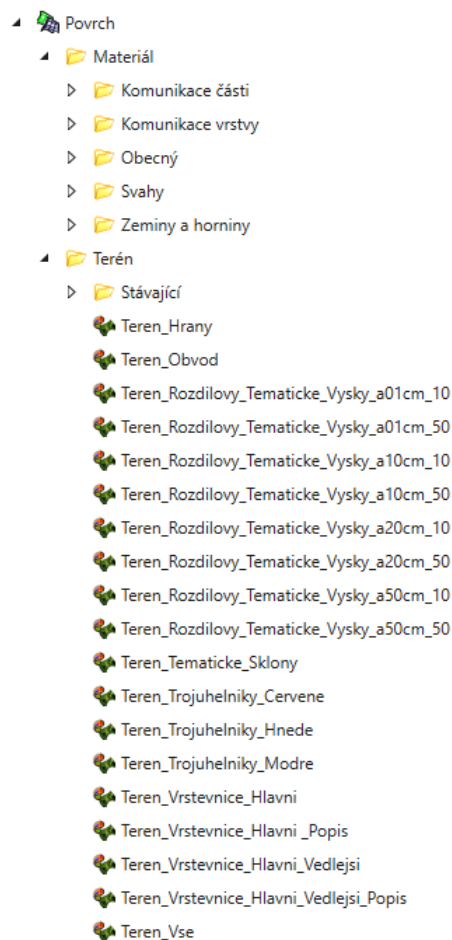 Povrch
Materiál
Komunikace části
Komunikace vrstvy
Obecný
Svahy
Zeminy a horniny
Terén
Stávající
Teren_Hrany
Teren_Obvod
Teren_Rozdilovy_Tematicke_Vysky_a01cm_10
Teren_Rozdilovy_Tematicke_Vysky_a01cm_50
Teren_Rozdilovy_Tematicke_Vysky_a10cm_10
Teren_Rozdilovy_Tematicke_Vysky_a10cm_50
Teren_Rozdilovy_Tematicke_Vysky_a20cm_10
Teren_Rozdilovy_Tematicke_Vysky_a20cm_50
Teren_Rozdilovy_Tematicke_Vysky_a50cm_10
Teren_Rozdilovy_Tematicke_Vysky_a50cm_50
Teren_Tematicke_Sklony
Teren_Trojuhelniky_Cervene
Teren_Trojuhelniky_Hnede
Teren_Trojuhelniky_Modre
Teren_Vrstevnice_Hlavni
Teren_Vrstevnice_Hlavni _Popis
Teren_Vrstevnice_Hlavni_Vedlejsi
Teren_Vrstevnice_Hlavni_Vedlejsi_Popis
Teren_Vse